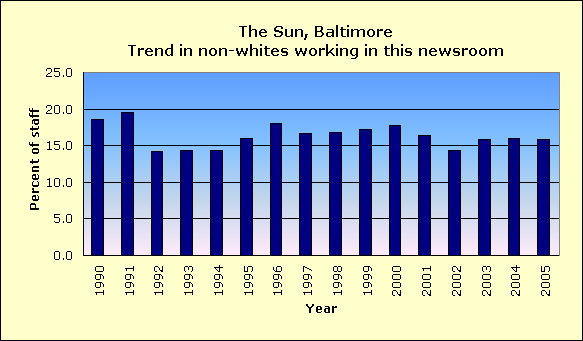 The Sun, Baltimore
Trend in non-whites working in this newsroom
25.0
20.0
15.0
10.0
5.0
0.0
Percent of staff
1990 1991 1992 1993 1994 1995 1996 1997 1998 1999 2000 2001 2002 2003 2004 2005
Year